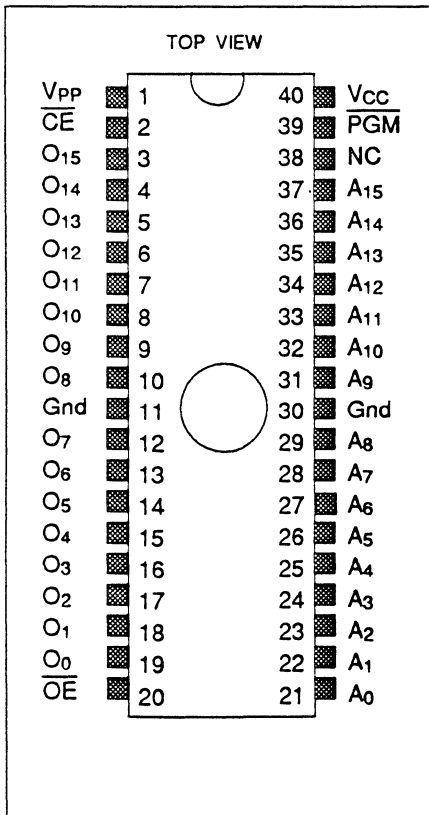 TOP VIEW
VPP 1 40 VCC
CE 2 39 PGM
O15 3 38 NC
O14 4 37 A15
O13 5 36 A14
O12 6 35 A13
O11 7 34 A12
O10 8 33 A11
O9 9 32 A10
O8 10 31 A9
Gnd 11 30 Gnd
O7 12 29 A8
O6 13 28 A7
O5 14 27 A6
O4 15 26 A5
O3 16 25 A4
O2 17 24 A3
O1 18 23 A2
O0 19 22 A1
OE 20 21 A0